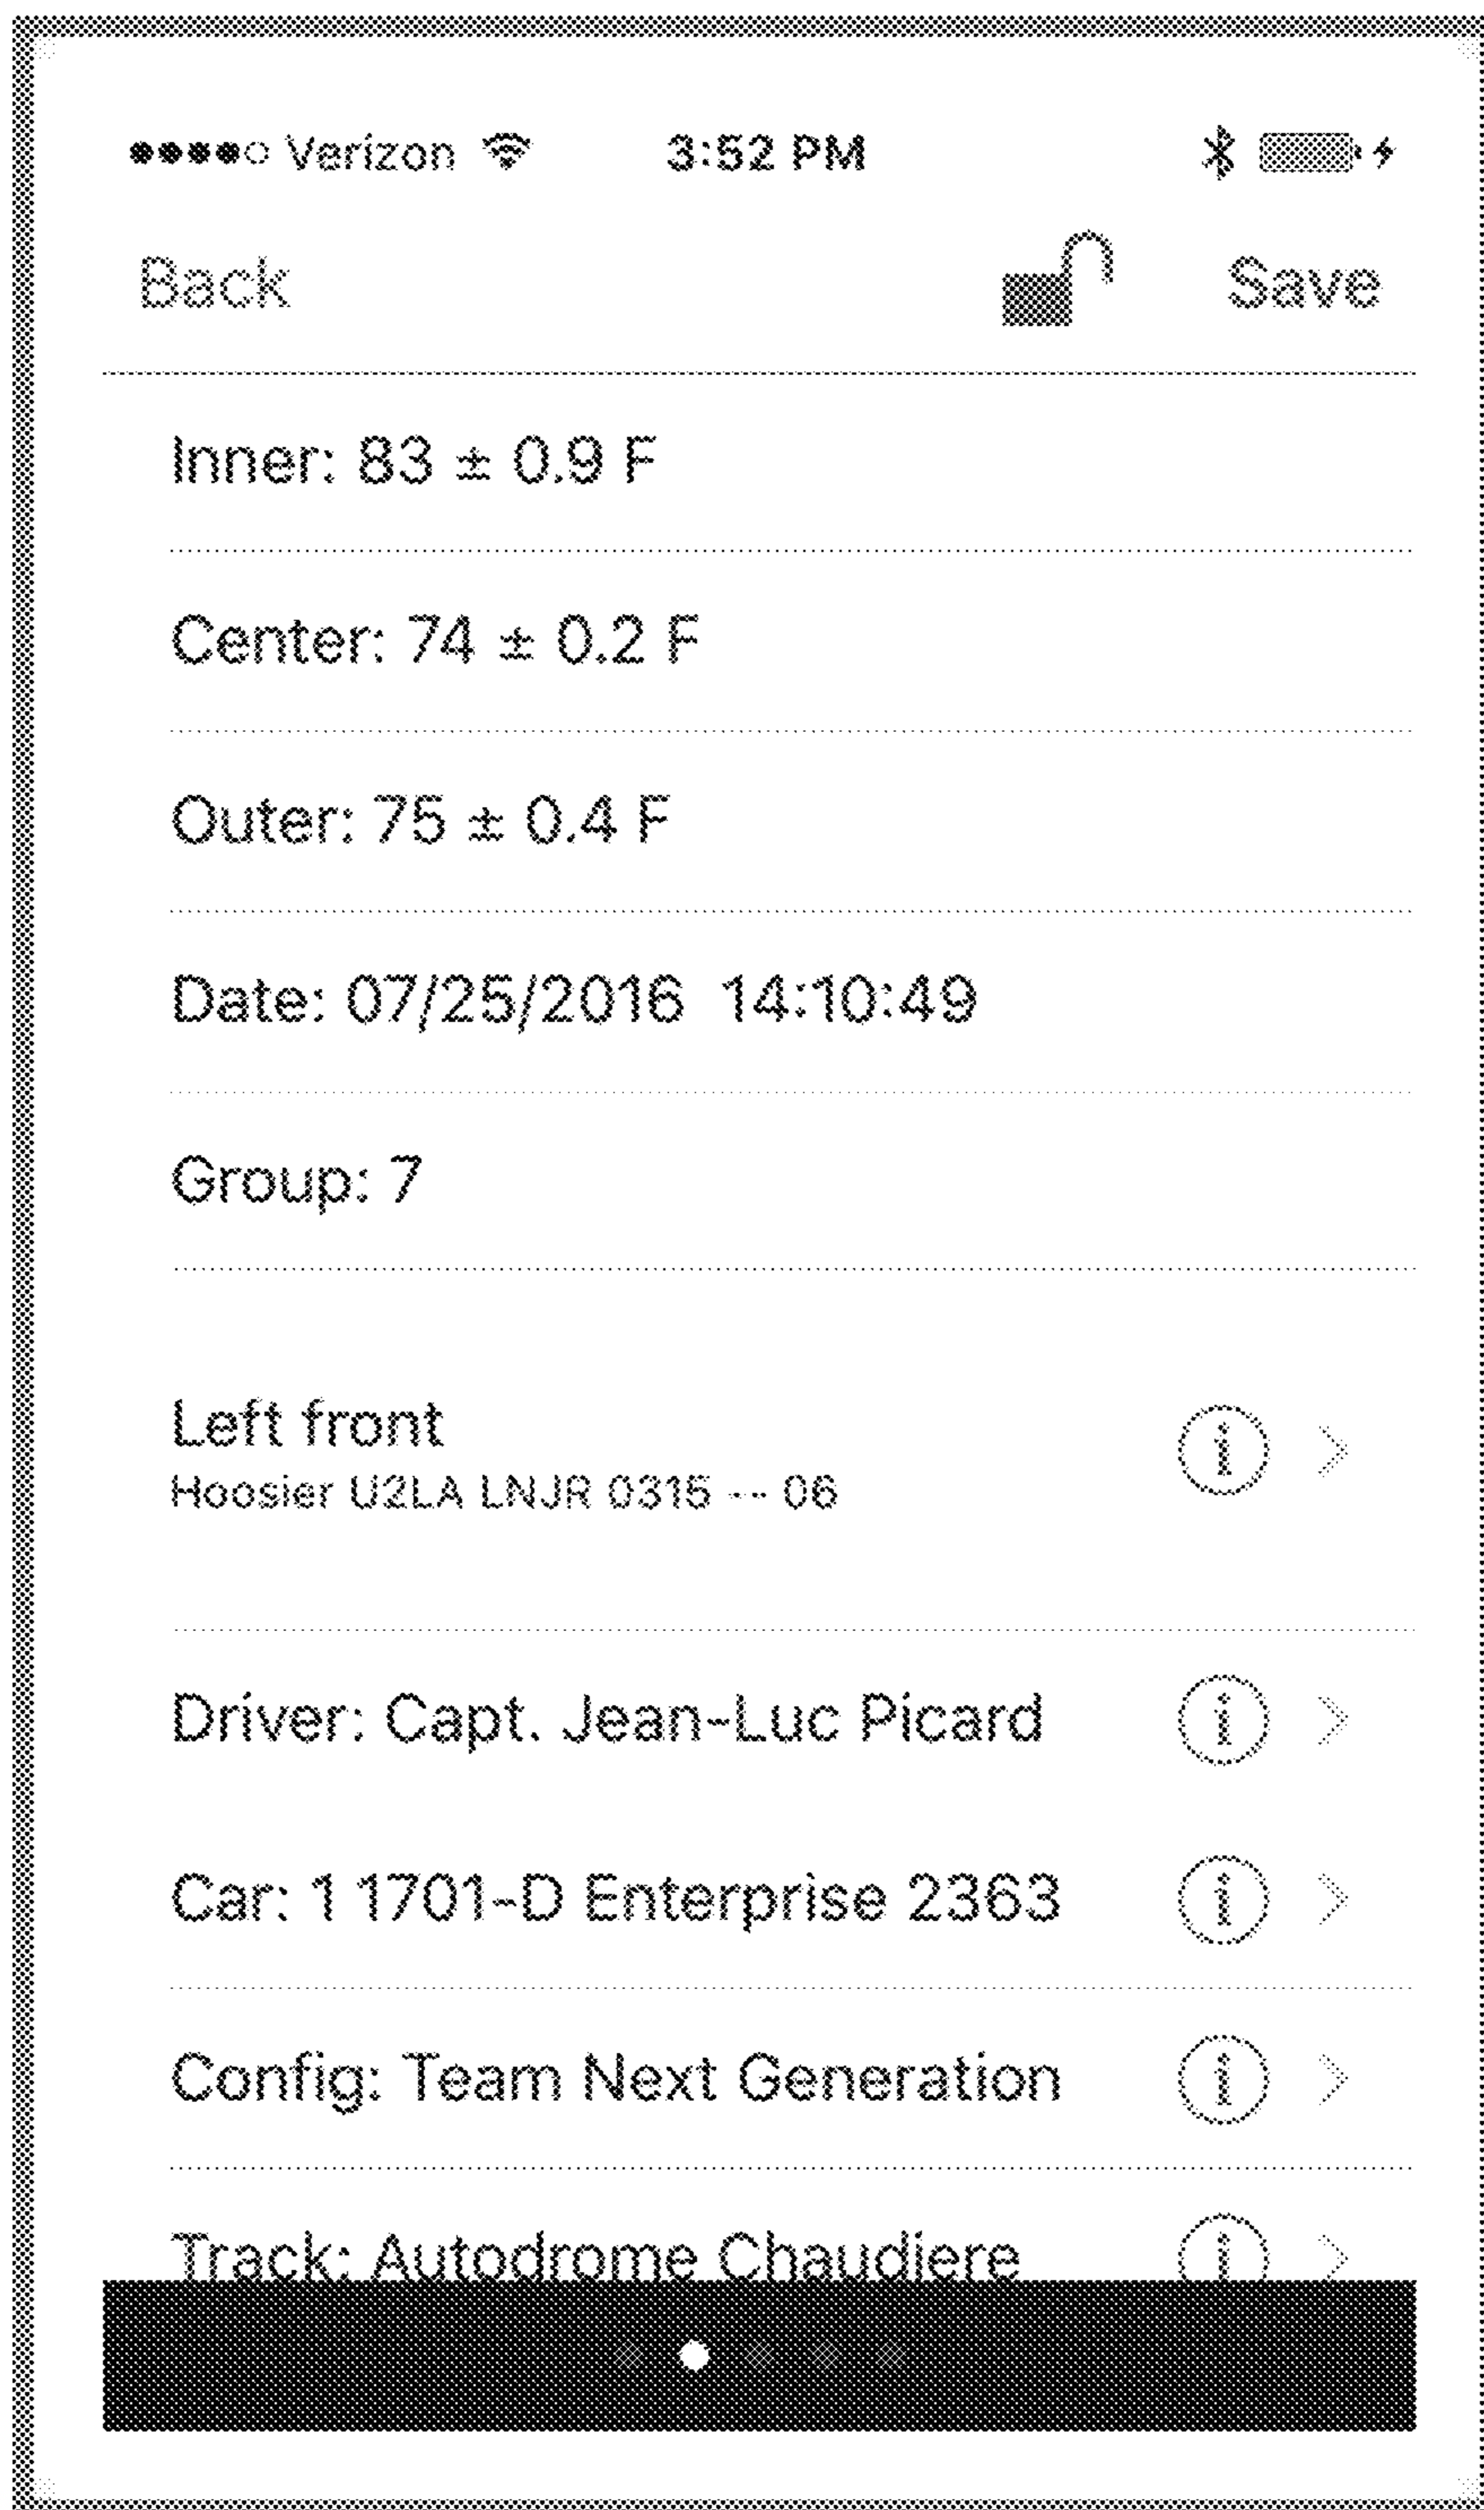 Verizon 3:52 PM
Back Save
Inner: 83 ± 0.9 F
Center: 74 ± 0.2 F
Outer: 75 ± 0.4 F
Date: 07/25/2016 14:10:49
Group: 7
Left front
Hoosier U2LA LNJR 0315 -- 06
Driver: Capt. Jean-Luc Picard
Car: 1 1701-D Enterprise 2363
Config: Team Next Generation
Track: Autodrome Chaudiere